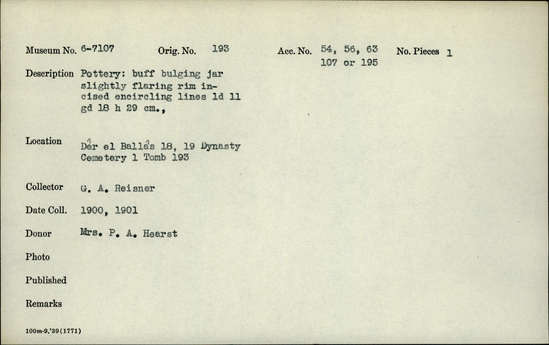 Museum No. 6-7107 Orig. No. 193 Acc. No. 54, 56, 63 No. Pieces 1
107 or 195
Description Pottery: buff bulging jar
slightly flaring rim in-
cised encircling lines ld 11
gd 18 h 29 cm.,
Location Dêr el Ballâs 18, 19 Dynasty
Cemetery 1 Tomb 193
Collector G. A. Reisner
Date Coll. 1900, 1901
Donor Mrs. P. A. Hearst
Photo
Published
Remarks
100m-9,'39(1771)